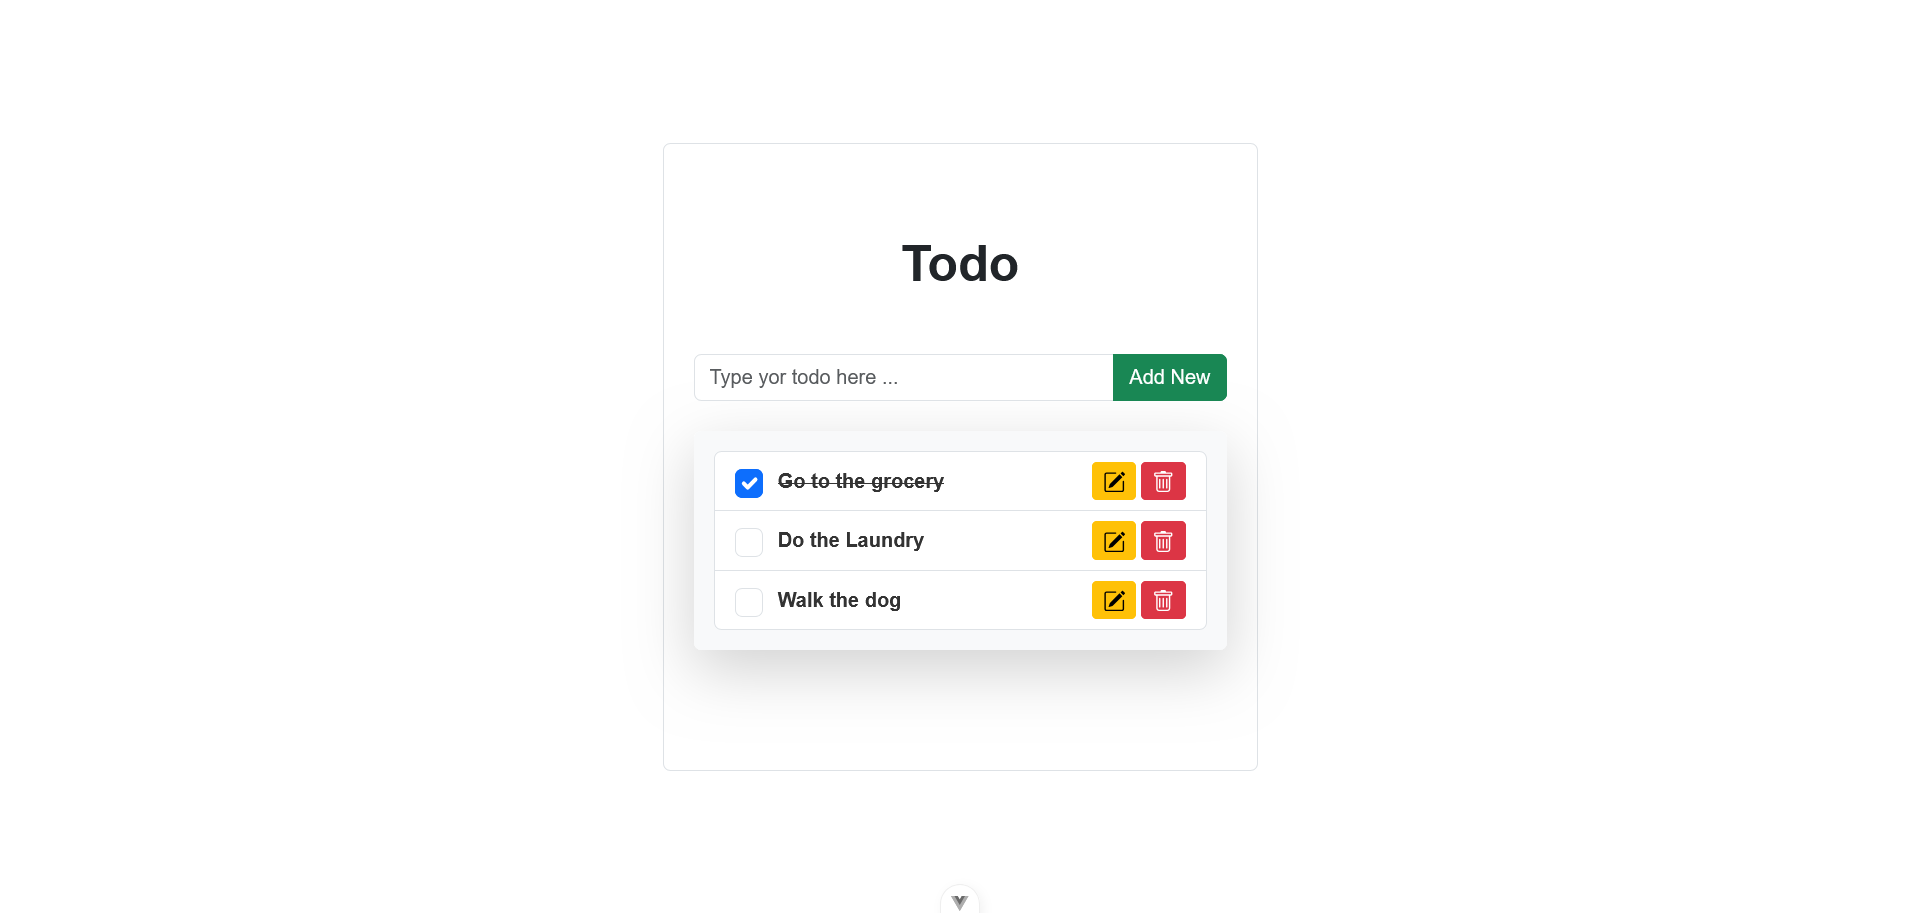 Todo
Type yor todo here ...
Add New
Go to the grocery
Do the Laundry
Walk the dog